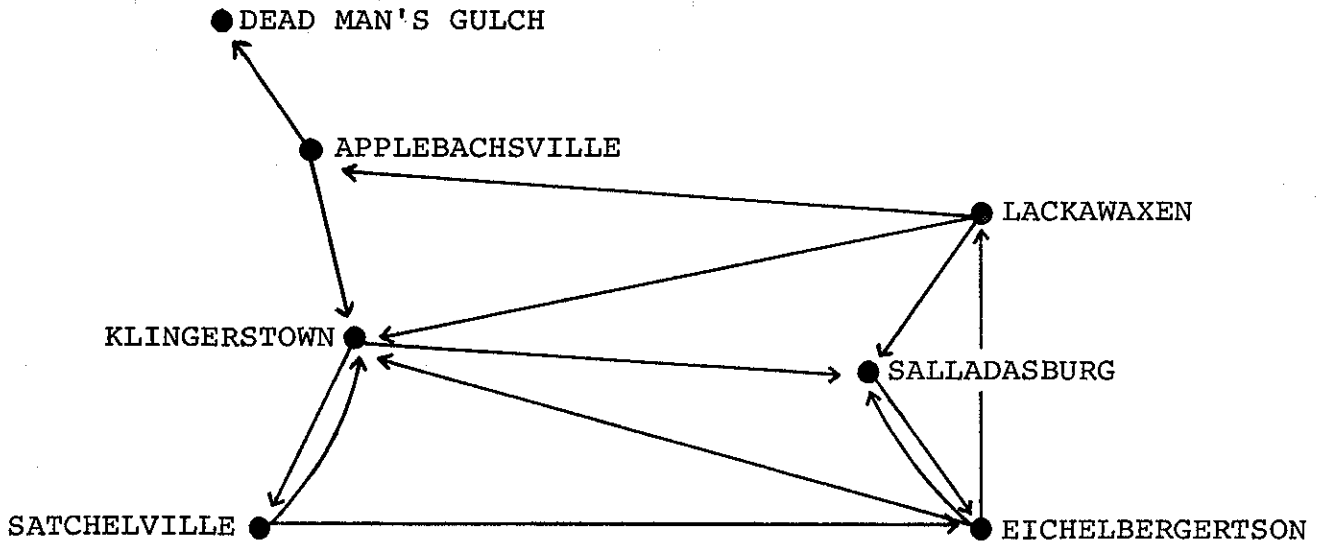 DEAD MAN'S GULCH
APPLEBACHSVILLE
LACKAWAXEN
KLINGERSTOWN
SALLADASBURG
SATCHELVILLE
EICHELBERGERTSON